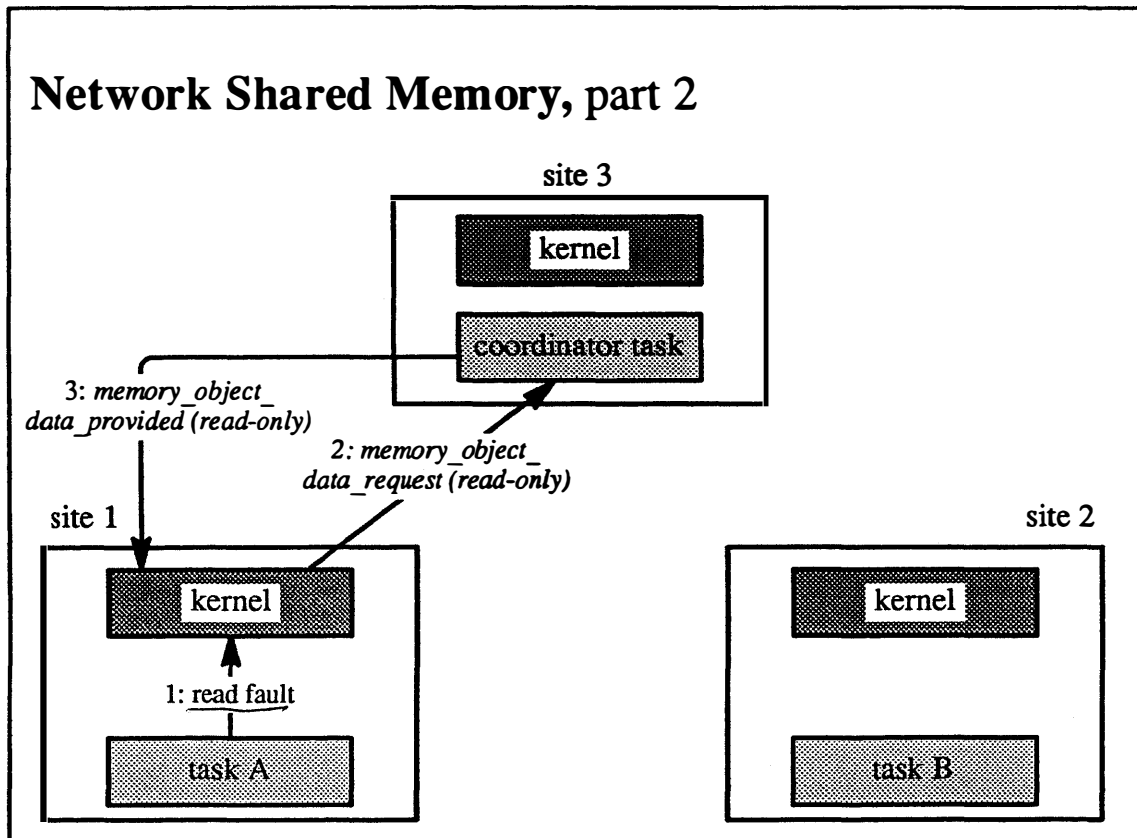 Network Shared Memory, part 2
site 3
kernel
coordinator task
3: memory_object_
data_provided (read-only)
2: memory_object_
data_request (read-only)
site 1
site 2
kernel
kernel
1: read fault
task A
task B